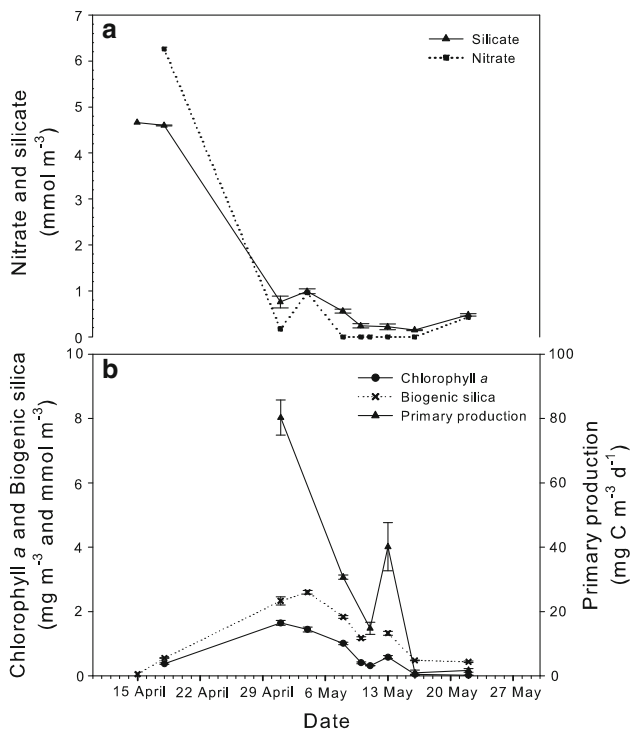 a
Silicate
Nitrate
Nitrate and silicate
(mmol m⁻³)
7
6
5
4
3
2
1
0
b
Chlorophyll a
Biogenic silica
Primary production
Chlorophyll a and Biogenic silica
(mg m⁻³ and mmol m⁻³)
10
8
6
4
2
0
100
80
60
40
20
0
Primary production
(mg C m⁻³ d⁻¹)
15 April 22 April 29 April 6 May 13 May 20 May 27 May
Date